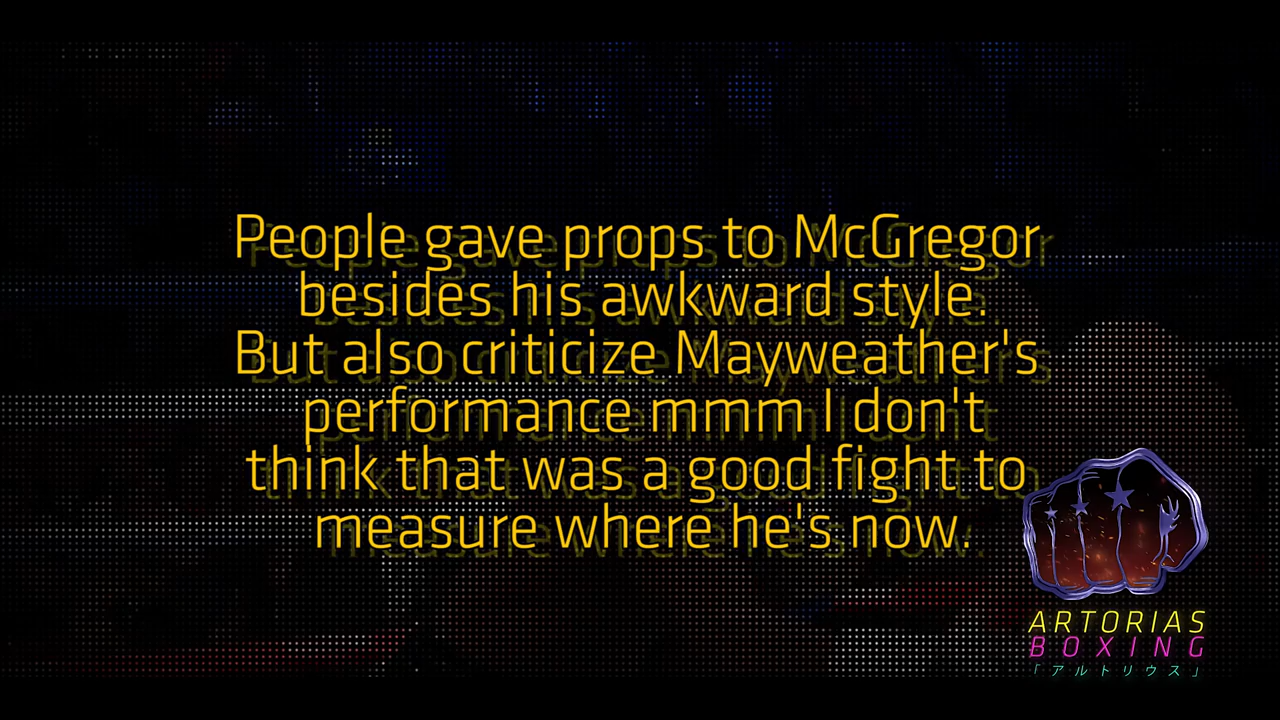 People gave props to McGregor
besides his awkward style.
But also criticize Mayweather's
performance mmm I don't
think that was a good fight to
measure where he's now.
ARTORIAS
BOXING
「アルトリウス」